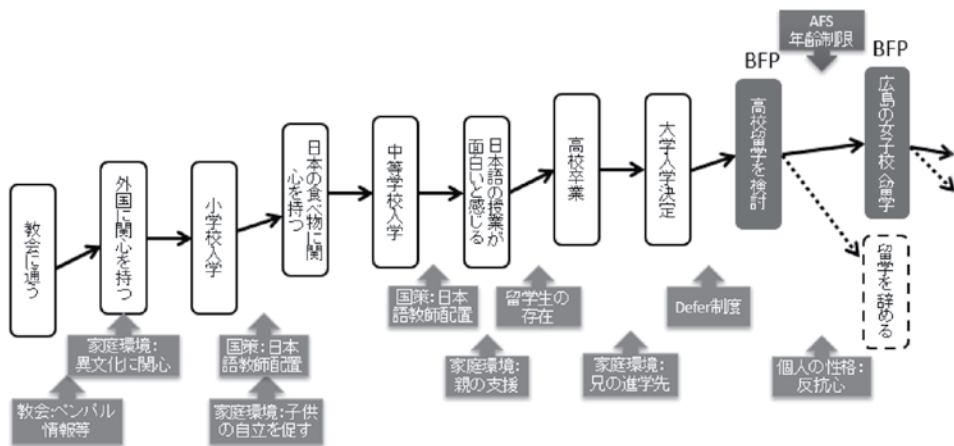 AFS
年齢制限
BFP
BFP
教会に通う
外国に関心を持つ
小学校入学
日本の食べ物に関
心を持つ
中等学校入学
日本語の授業が
面白いと感じる
高校卒業
大学入学決定
高校留学を検討
広島の女子校へ留学
留学を辞める
教会:ペンパル
情報等
家庭環境:
異文化に関心
国策:日本
語教師配置
家庭環境:子供
の自立を促す
国策:日本
語教師配置
家庭環境:
親の支援
留学生の
存在
家庭環境:
兄の進学先
Defer制度
個人の性格:
反抗心